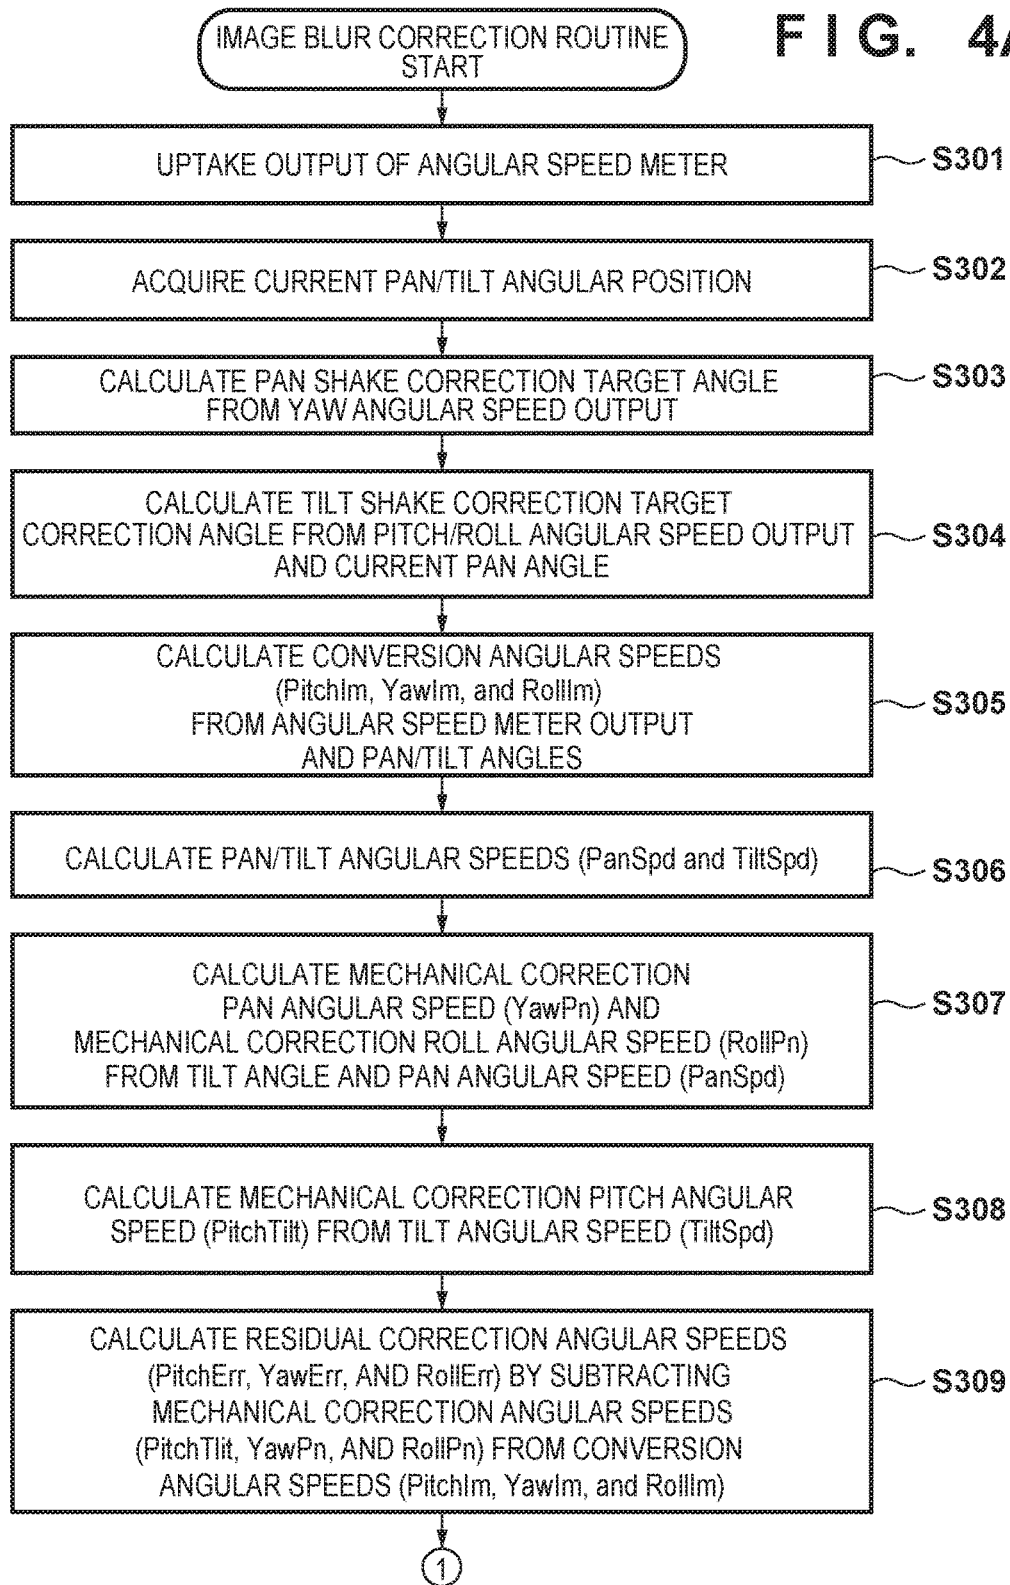 FIG. 4A
IMAGE BLUR CORRECTION ROUTINE
START
UPTAKE OUTPUT OF ANGULAR SPEED METER
S301
ACQUIRE CURRENT PAN/TILT ANGULAR POSITION
S302
CALCULATE PAN SHAKE CORRECTION TARGET ANGLE
FROM YAW ANGULAR SPEED OUTPUT
S303
CALCULATE TILT SHAKE CORRECTION TARGET
CORRECTION ANGLE FROM PITCH/ROLL ANGULAR SPEED OUTPUT
AND CURRENT PAN ANGLE
S304
CALCULATE CONVERSION ANGULAR SPEEDS
(PitchIm, YawIm, and RollIm)
FROM ANGULAR SPEED METER OUTPUT
AND PAN/TILT ANGLES
S305
CALCULATE PAN/TILT ANGULAR SPEEDS (PanSpd and TiltSpd)
S306
CALCULATE MECHANICAL CORRECTION
PAN ANGULAR SPEED (YawPn) AND
MECHANICAL CORRECTION ROLL ANGULAR SPEED (RollPn)
FROM TILT ANGLE AND PAN ANGULAR SPEED (PanSpd)
S307
CALCULATE MECHANICAL CORRECTION PITCH ANGULAR
SPEED (PitchTilt) FROM TILT ANGULAR SPEED (TiltSpd)
S308
CALCULATE RESIDUAL CORRECTION ANGULAR SPEEDS
(PitchErr, YawErr, AND RollErr) BY SUBTRACTING
MECHANICAL CORRECTION ANGULAR SPEEDS
(PitchTlit, YawPn, AND RollPn) FROM CONVERSION
ANGULAR SPEEDS (PitchIm, YawIm, and RollIm)
S309
1